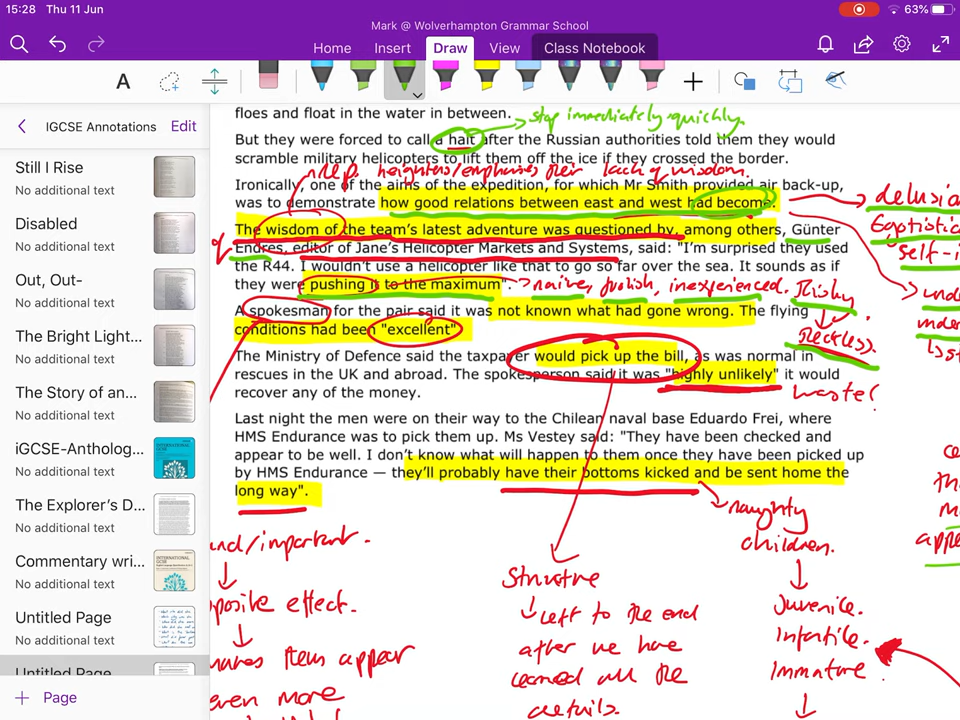 15:28 Thu 11 Jun
63%
Mark @ Wolverhampton Grammar School
Home Insert Draw View Class Notebook
A
IGCSE Annotations Edit
Still I Rise
No additional text
Disabled
No additional text
Out, Out-
No additional text
The Bright Light...
No additional text
The Story of an...
No additional text
iGCSE-Antholog...
No additional text
The Explorer's D...
No additional text
Commentary wri...
No additional text
Untitled Page
No additional text
Untitled Page
Page
floes and float in the water in between.
stop immediately, quickly.
But they were forced to call a halt after the Russian authorities told them they would
scramble military helicopters to lift them off the ice if they crossed the border.
heightens/emphasises their lack of wisdom.
Ironically, one of the aims of the expedition, for which Mr Smith provided air back-up,
was to demonstrate how good relations between east and west had become.
The wisdom of the team's latest adventure was questioned by, among others, Günter
Endres, editor of Jane's Helicopter Markets and Systems, said: "I'm surprised they used
the R44. I wouldn't use a helicopter like that to go so far over the sea. It sounds as if
they were pushing it to the maximum".
naive, foolish, inexperienced. Risky
Reckless.
A spokesman for the pair said it was not known what had gone wrong. The flying
conditions had been "excellent"
The Ministry of Defence said the taxpayer would pick up the bill, as was normal in
rescues in the UK and abroad. The spokesperson said it was "highly unlikely" it would
recover any of the money.
waste!
Last night the men were on their way to the Chilean naval base Eduardo Frei, where
HMS Endurance was to pick them up. Ms Vestey said: "They have been checked and
appear to be well. I don't know what will happen to them once they have been picked up
by HMS Endurance — they'll probably have their bottoms kicked and be sent home the
long way".
/important.
effect.
them appear
even more
Structure
left to the end
after we have
learned all the
details.
naughty
children.
Juvenile.
Infantile.
immature.
delusi
Egotistic
self-i